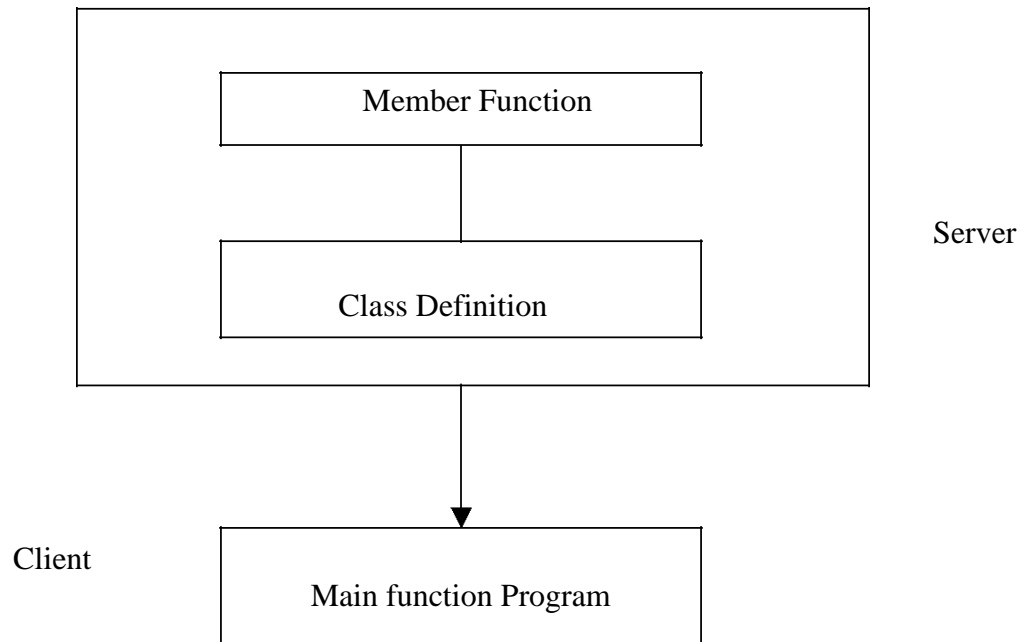 Member Function
Server
Class Definition
Client
Main function Program